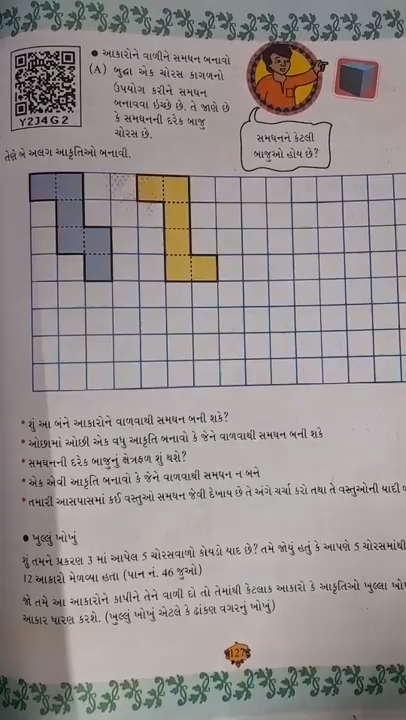 ● આકારોને વાળીને સમઘન બનાવો
(A) બુદ્ધા એક ચોરસ કાગળનો
ઉપયોગ કરીને સમઘન
બનાવવા ઇચ્છે છે. તે જાણે છે
કે સમઘનની દરેક બાજુ
ચોરસ છે.
Y2J4G2
સમઘનને કેટલી
બાજુઓ હોય છે?
તેણે બે અલગ આકૃતિઓ બનાવી.
* શું આ બંને આકારોને વાળવાથી સમઘન બની શકે?
* ઓછામાં ઓછી એક વધુ આકૃતિ બનાવો કે જેને વાળવાથી સમઘન બની શકે
* સમઘનની દરેક બાજુનું ક્ષેત્રફળ શું થશે?
* એક એવી આકૃતિ બનાવો કે જેને વાળવાથી સમઘન ન બને
* તમારી આસપાસમાં કઈ વસ્તુઓ સમઘન જેવી દેખાય છે તે અંગે ચર્ચા કરો તથા તે વસ્તુઓની યાદી
● ખુલ્લું ખોખું
શું તમને પ્રકરણ 3 માં આપેલ 5 ચોરસવાળો કોયડો યાદ છે? તમે જોયું હતું કે આપણે 5 ચોરસમાંથી
12 આકારો મેળવ્યા હતા (પાન નં. 46 જુઓ)
જો તમે આ આકારોને કાપીને તેને વાળી દો તો તેમાંથી કેટલાક આકારો કે આકૃતિઓ ખુલ્લા
આકાર ધારણ કરશે. (ખુલ્લું ખોખું એટલે કે ઢાંકણ વગરનું ખોખું)
127